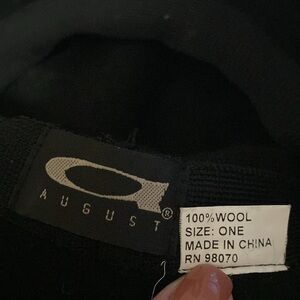 AUGUST®
100% WOOL
SIZE: ONE
MADE IN CHINA
RN 98070